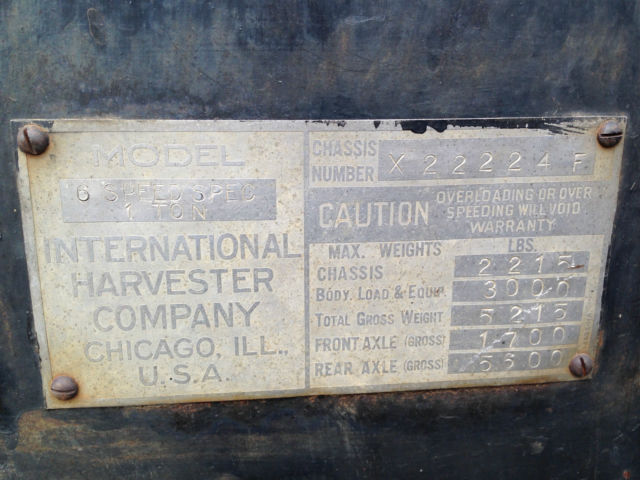 MODEL
6 SPEED SPEC
1 TON
INTERNATIONAL
HARVESTER
COMPANY
CHICAGO, ILL.,
U.S.A.
CHASSIS
NUMBER X 22224 F
CAUTION OVERLOADING OR OVER
SPEEDING WILL VOID
WARRANTY
MAX. WEIGHTS LBS.
CHASSIS 2215
BODY, LOAD & EQUIP. 3000
TOTAL GROSS WEIGHT 5215
FRONT AXLE (GROSS) 1700
REAR AXLE (GROSS) 5600